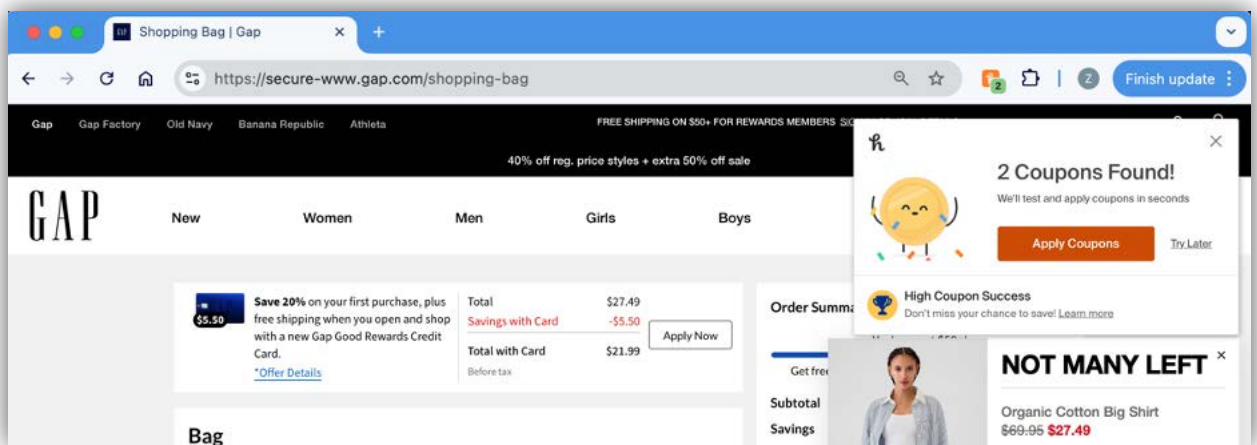 Shopping Bag | Gap
https://secure-www.gap.com/shopping-bag
2
Z
Finish update
Gap Gap Factory Old Navy Banana Republic Athleta
FREE SHIPPING ON $50+ FOR REWARDS MEMBERS
40% off reg. price styles + extra 50% off sale
GAP
New Women Men Girls Boys
2 Coupons Found!
We'll test and apply coupons in seconds
Apply Coupons
Try Later
High Coupon Success
Don't miss your chance to save! Learn more
$5.50
Save 20% on your first purchase, plus
free shipping when you open and shop
with a new Gap Good Rewards Credit
Card.
*Offer Details
Total $27.49
Savings with Card -$5.50
Total with Card $21.99
Before tax
Apply Now
Order Summa
Get free
Subtotal
Savings
NOT MANY LEFT
Organic Cotton Big Shirt
$69.95 $27.49
Bag